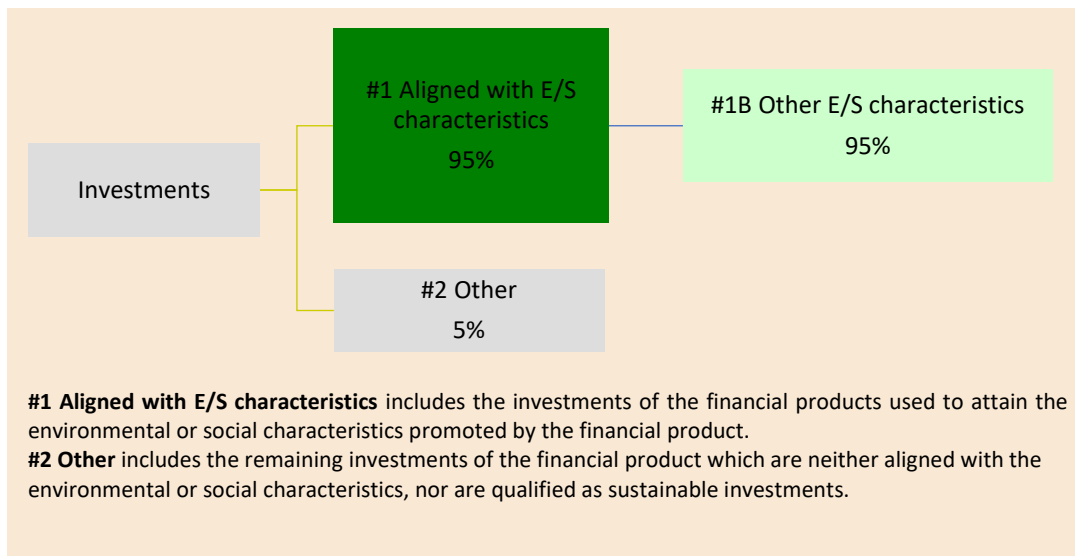 #1 Aligned with E/S
characteristics
95%
#1B Other E/S characteristics
95%
Investments
#2 Other
5%
#1 Aligned with E/S characteristics includes the investments of the financial products used to attain the
environmental or social characteristics promoted by the financial product.
#2 Other includes the remaining investments of the financial product which are neither aligned with the
environmental or social characteristics, nor are qualified as sustainable investments.